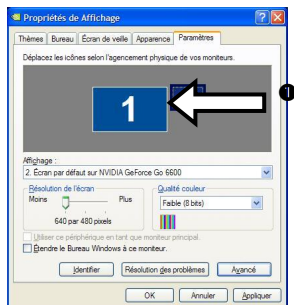 Propriétés de Affichage
Thèmes Bureau Écran de veille Apparence Paramètres
Déplacez les icônes selon l'agencement physique de vos moniteurs.
1
1
Affichage :
2. Écran par défaut sur NVIDIA GeForce Go 6600
Résolution de l'écran
Moins Plus
640 par 480 pixels
Qualité couleur
Faible (8 bits)
Utiliser ce périphérique en tant que moniteur principal.
Étendre le Bureau Windows à ce moniteur.
Identifier Résolution des problèmes Avancé
OK Annuler Appliquer